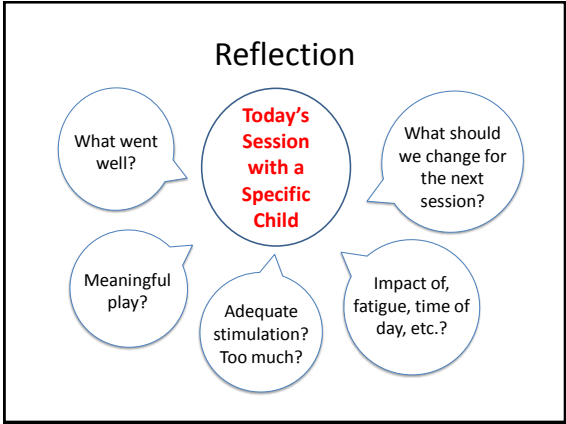 Reflection
What went
well?
Today's
Session
with a
Specific
Child
What should
we change for
the next
session?
Meaningful
play?
Adequate
stimulation?
Too much?
Impact of,
fatigue, time of
day, etc.?